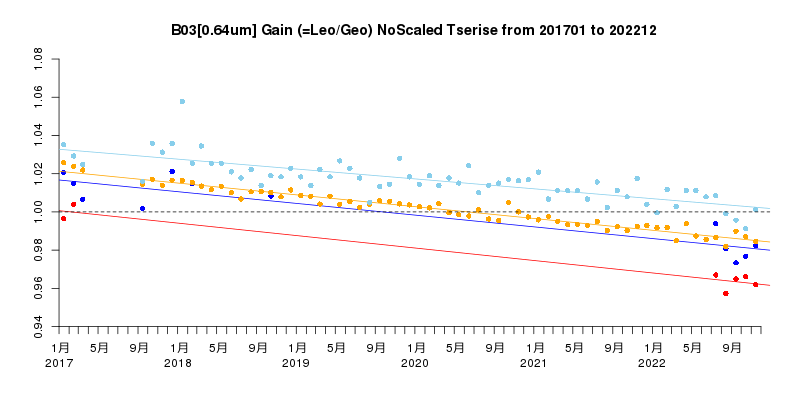 B03[0.64um] Gain (=Leo/Geo) NoScaled Tserise from 201701 to 202212
1.08
1.06
1.04
1.02
1.00
0.98
0.96
0.94
1月 5月 9月 1月 5月 9月 1月 5月 9月 1月 5月 9月 1月 5月 9月 1月 5月 9月
2017 2018 2019 2020 2021 2022